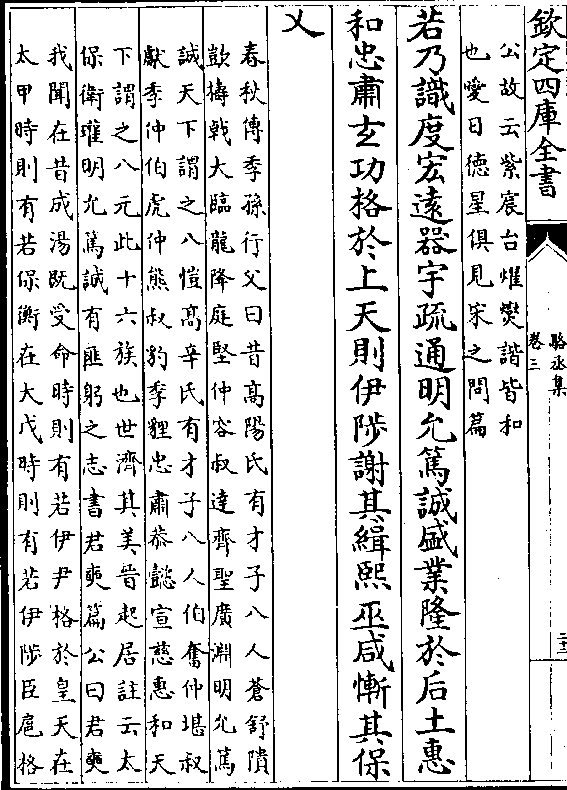 欽定四庫全書
駱丞集
卷三
二十三
公故云紫宸台燿爕諧皆和
也愛日德星俱見宋之問篇
若乃識度宏遠器宇疏通明允篤誠盛業隆於后土惠
和忠肅玄功格於上天則伊陟謝其緝熙巫咸慚其保
乂
春秋傳季孫行父曰昔高陽氏有才子八人蒼舒隤
敳檮戭大臨龍降庭堅仲容叔達齊聖廣淵明允篤
誠天下謂之八愷高辛氏有才子八人伯奮仲堪叔
獻季仲伯虎仲熊叔豹季貍忠肅恭懿宣慈惠和天
下謂之八元此十六族也世濟其美晉起居註云太
保衛瓘明允篤誠有匪躬之志書君奭篇公曰君奭
我聞在昔成湯既受命時則有若伊尹格於皇天在
太甲時則有若保衡在大戊時則有若伊陟臣扈格